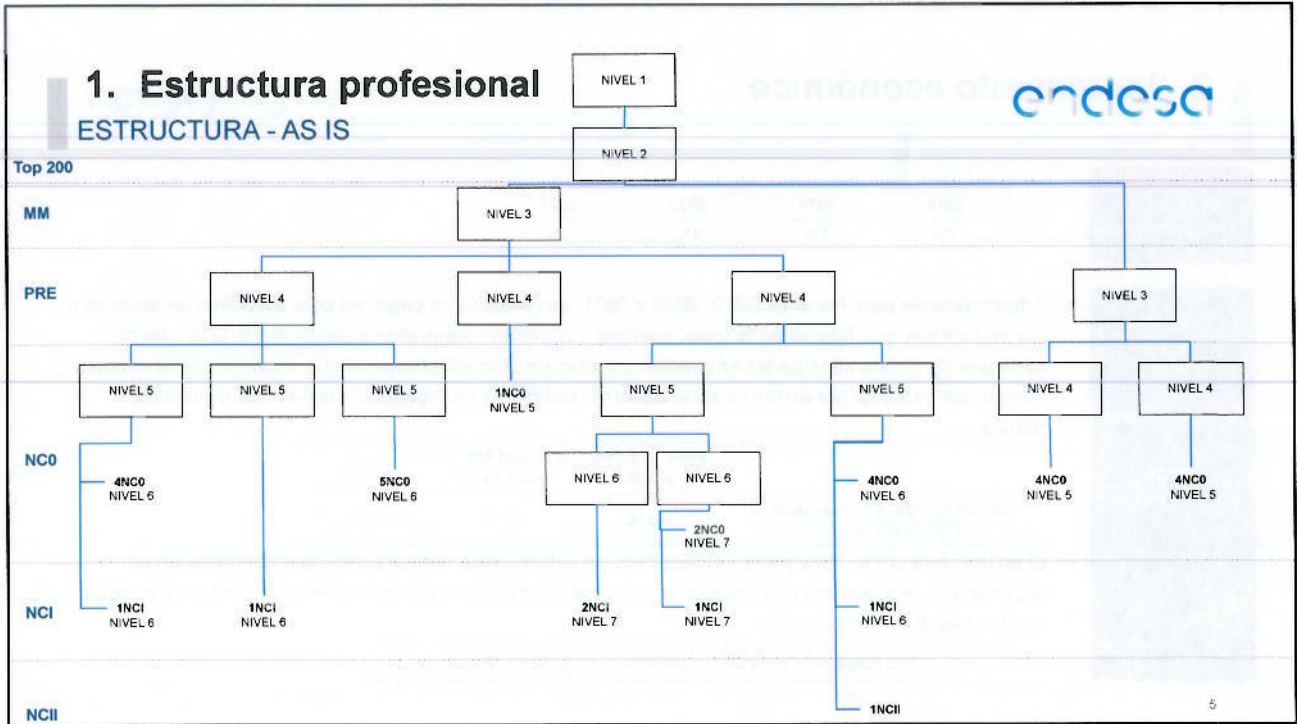 1. Estructura profesional
ESTRUCTURA - AS IS
endesa
NIVEL 1
NIVEL 2
Top 200
MM
NIVEL 3
PRE
NIVEL 4
NIVEL 4
NIVEL 4
NIVEL 3
NIVEL 5
NIVEL 5
NIVEL 5
1NC0
NIVEL 5
NIVEL 5
NIVEL 5
NIVEL 4
NIVEL 4
NC0
4NC0
NIVEL 6
5NC0
NIVEL 6
NIVEL 6
NIVEL 6
4NC0
NIVEL 6
4NC0
NIVEL 5
4NC0
NIVEL 5
2NC0
NIVEL 7
NCI
1NCI
NIVEL 6
1NCI
NIVEL 6
2NCI
NIVEL 7
1NCI
NIVEL 7
1NCI
NIVEL 6
NCII
1NCII
5